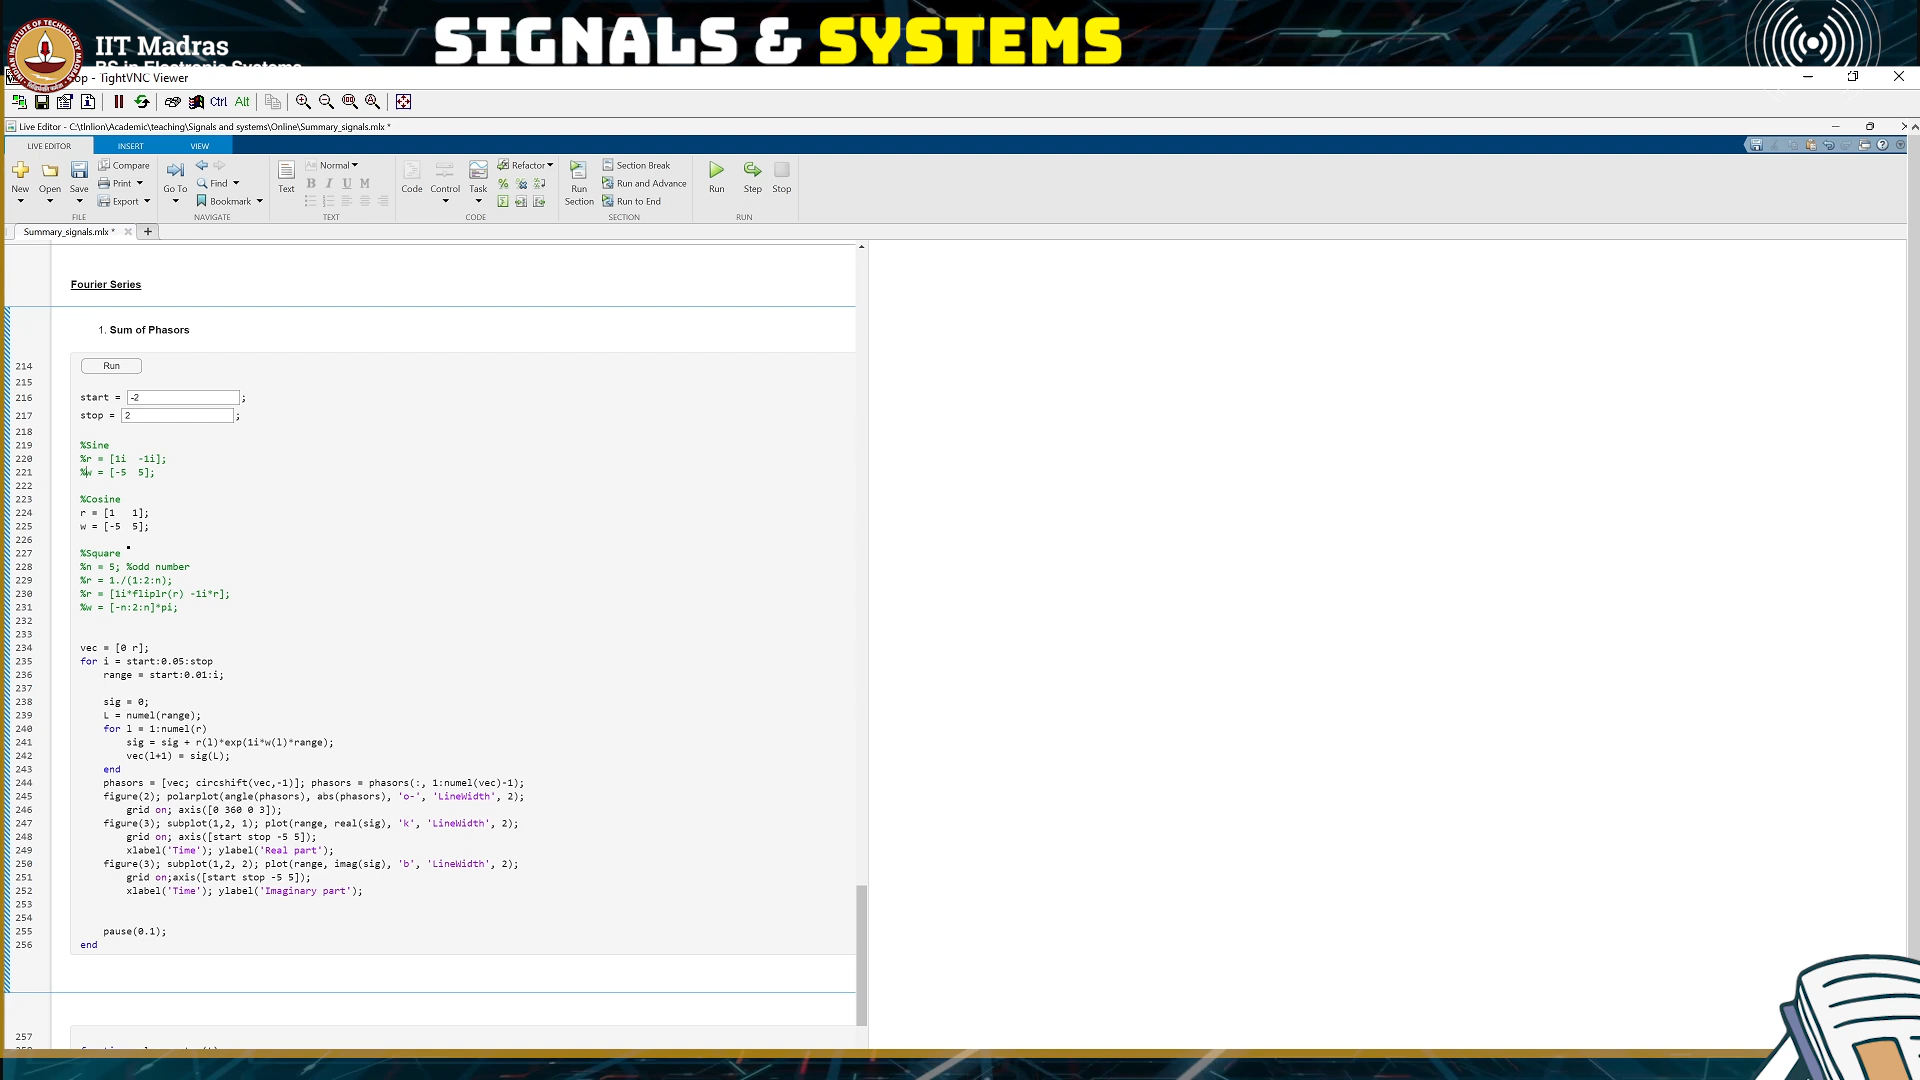 SIGNALS & SYSTEMS
IIT Madras
BS in Electronic Systems
op - TightVNC Viewer
Ctrl Alt
Live Editor - C:\tlnlion\Academic\teaching\Signals and systems\Online\Summary_signals.mlx *
LIVE EDITOR INSERT VIEW
New Open Save Compare Print Export
FILE
Go To Find Bookmark
NAVIGATE
Text Normal B I U M
TEXT
Code Control Task Refactor
CODE
Run Section Section Break Run and Advance Run to End
SECTION
Run Step Stop
RUN
Summary_signals.mlx *
Fourier Series
1. Sum of Phasors
214 Run
215
216 start = -2 ;
217 stop = 2 ;
218
219 %Sine
220 %r = [1i  -1i];
221 %w = [-5  5];
222
223 %Cosine
224 r = [1   1];
225 w = [-5  5];
226
227 %Square
228 %n = 5; %odd number
229 %r = 1./(1:2:n);
230 %r = [1i*fliplr(r) -1i*r];
231 %w = [-n:2:n]*pi;
232
233
234 vec = [0 r];
235 for i = start:0.05:stop
236 range = start:0.01:i;
237
238 sig = 0;
239 L = numel(range);
240 for l = 1:numel(r)
241 sig = sig + r(l)*exp(1i*w(l)*range);
242 vec(l+1) = sig(L);
243 end
244 phasors = [vec; circshift(vec,-1)]; phasors = phasors(:, 1:numel(vec)-1);
245 figure(2); polarplot(angle(phasors), abs(phasors), 'o-', 'LineWidth', 2);
246 grid on; axis([0 360 0 3]);
247 figure(3); subplot(1,2, 1); plot(range, real(sig), 'k', 'LineWidth', 2);
248 grid on; axis([start stop -5 5]);
249 xlabel('Time'); ylabel('Real part');
250 figure(3); subplot(1,2, 2); plot(range, imag(sig), 'b', 'LineWidth', 2);
251 grid on;axis([start stop -5 5]);
252 xlabel('Time'); ylabel('Imaginary part');
253
254
255 pause(0.1);
256 end
257